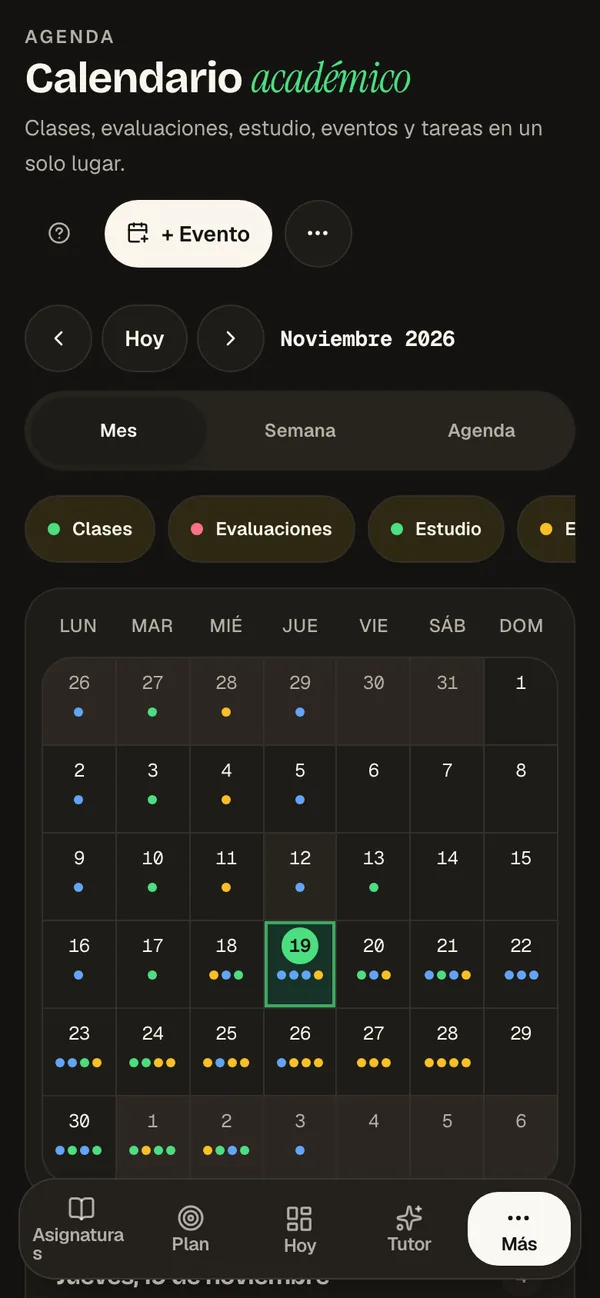 AGENDA
Calendario académico
Clases, evaluaciones, estudio, eventos y tareas en un
solo lugar.
+ Evento
Hoy
Noviembre 2026
Mes
Semana
Agenda
Clases
Evaluaciones
Estudio
E
LUN MAR MIÉ JUE VIE SÁB DOM
26 27 28 29 30 31 1
2 3 4 5 6 7 8
9 10 11 12 13 14 15
16 17 18 19 20 21 22
23 24 25 26 27 28 29
30 1 2 3 4 5 6
Asignatura
s
Plan
Hoy
Tutor
Más
de noviembre